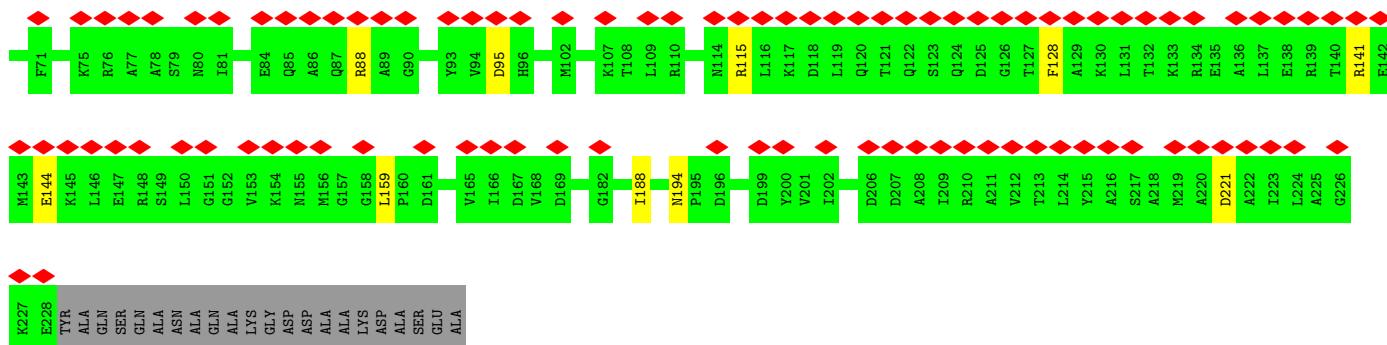 F71 K75 R76 A77 A78 S79 N80 I81 E84 Q85 A86 Q87 R88 A89 G90 Y93 V94 D95 H96 M102 K107 T108 L109 R110 N114 R115 L116 K117 D118 L119 Q120 T121 Q122 S123 Q124 D125 G126 T127 F128 A129 K130 L131 T132 K133 R134 E135 A136 L137 E138 R139 T140 R141 E142
M143 E144 K145 L146 E147 R148 S149 L150 G151 G152 V153 K154 N155 M156 G157 G158 L159 P160 D161 V165 I166 D167 V168 D169 G182 I188 N194 P195 D196 D199 Y200 V201 I202 D206 D207 A208 I209 R210 A211 V212 T213 L214 Y215 A216 S217 A218 M219 A220 D221 A222 I223 L224 A225 G226
K227 E228 TYR ALA GLN SER GLN ALA ASN ALA GLN ALA LYS GLY ASP ASP ALA ALA LYS ASP ALA SER GLU ALA